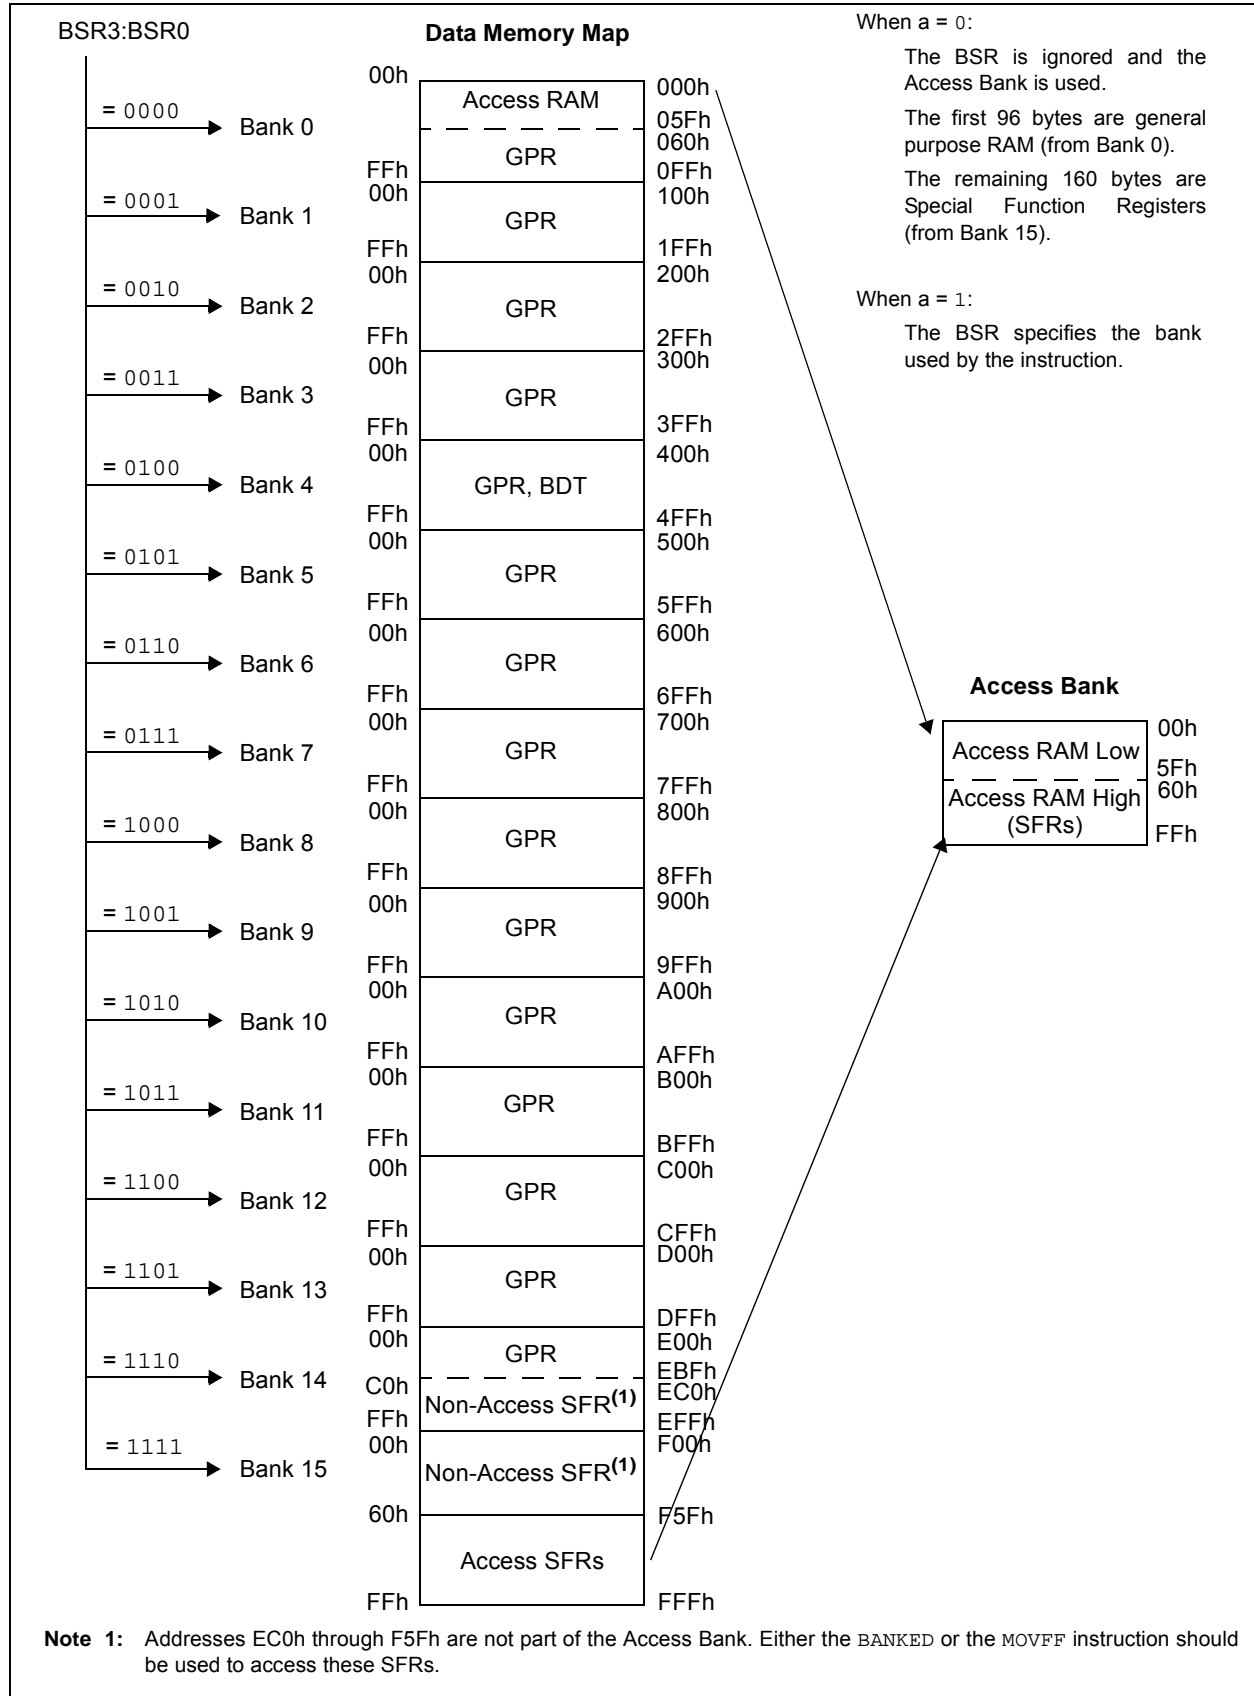 BSR3:BSR0
Data Memory Map
When a = 0:
The BSR is ignored and the
Access Bank is used.
The first 96 bytes are general
purpose RAM (from Bank 0).
The remaining 160 bytes are
Special Function Registers
(from Bank 15).
When a = 1:
The BSR specifies the bank
used by the instruction.
= 0000
Bank 0
00h
Access RAM
000h
05Fh
060h
GPR
FFh
0FFh
= 0001
Bank 1
00h
100h
GPR
FFh
1FFh
= 0010
Bank 2
00h
200h
GPR
FFh
2FFh
= 0011
Bank 3
00h
300h
GPR
FFh
3FFh
= 0100
Bank 4
00h
400h
GPR, BDT
FFh
4FFh
= 0101
Bank 5
00h
500h
GPR
FFh
5FFh
= 0110
Bank 6
00h
600h
GPR
FFh
6FFh
= 0111
Bank 7
00h
700h
GPR
FFh
7FFh
= 1000
Bank 8
00h
800h
GPR
FFh
8FFh
= 1001
Bank 9
00h
900h
GPR
FFh
9FFh
= 1010
Bank 10
00h
A00h
GPR
FFh
AFFh
= 1011
Bank 11
00h
B00h
GPR
FFh
BFFh
= 1100
Bank 12
00h
C00h
GPR
FFh
CFFh
= 1101
Bank 13
00h
D00h
GPR
FFh
DFFh
= 1110
Bank 14
00h
E00h
GPR
EBFh
C0h
EC0h
Non-Access SFR(1)
FFh
EFFh
= 1111
Bank 15
00h
F00h
Non-Access SFR(1)
60h
F5Fh
Access SFRs
FFh
FFFh
Access Bank
Access RAM Low
00h
5Fh
60h
Access RAM High
(SFRs)
FFh
Note 1: Addresses EC0h through F5Fh are not part of the Access Bank. Either the BANKED or the MOVFF instruction should
be used to access these SFRs.